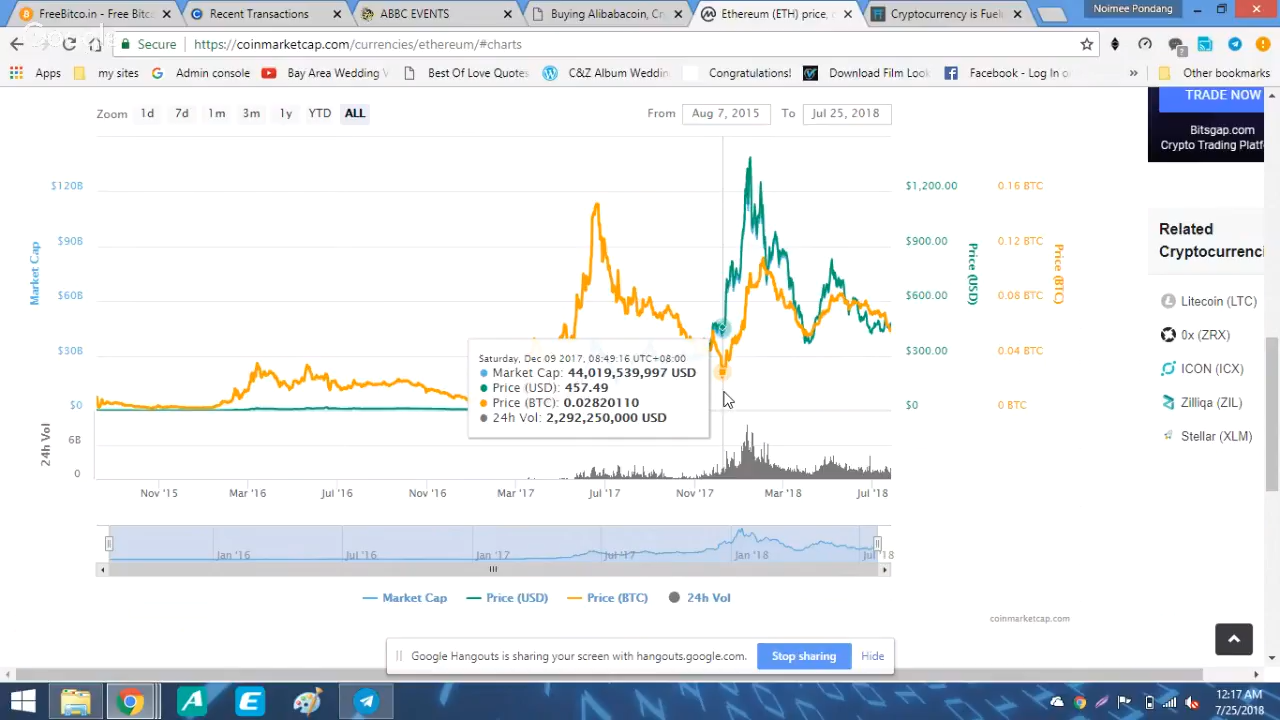 Free Bitcoin
Recent Transactions
ABBC EVENTS
Buying Alibabacoin, Cr
Ethereum (ETH) price, c
Cryptocurrency is Fuel
Noimee Pondang
Secure
https://coinmarketcap.com/currencies/ethereum/#charts
Apps
my sites
Admin console
Bay Area Wedding V
Best Of Love Quotes
C&Z Album Weddin
Congratulations!
Download Film Look
Facebook - Log In o
»
Other bookmarks
Zoom 1d 7d 1m 3m 1y YTD ALL
From Aug 7, 2015 To Jul 25, 2018
TRADE NOW
Bitsgap.com
Crypto Trading Platf
$120B
$90B
$60B
$30B
$0
Market Cap
6B
0
24h Vol
$1,200.00
$900.00
$600.00
$300.00
$0
Price (USD)
0.16 BTC
0.12 BTC
0.08 BTC
0.04 BTC
0 BTC
Price (BTC)
Saturday, Dec 09 2017, 08:49:16 UTC+08:00
Market Cap: 44,019,539,997 USD
Price (USD): 457.49
Price (BTC): 0.02820110
24h Vol: 2,292,250,000 USD
Nov '15 Mar '16 Jul '16 Nov '16 Mar '17 Jul '17 Nov '17 Mar '18 Jul '18
Jan '16 Jul '16 Jan '17 Jul '17 Jan '18 Jul '18
Market Cap Price (USD) Price (BTC) 24h Vol
coinmarketcap.com
Related
Cryptocurrenci
Litecoin (LTC)
0x (ZRX)
ICON (ICX)
Zilliqa (ZIL)
Stellar (XLM)
Google Hangouts is sharing your screen with hangouts.google.com.
Stop sharing
Hide
12:17 AM
7/25/2018